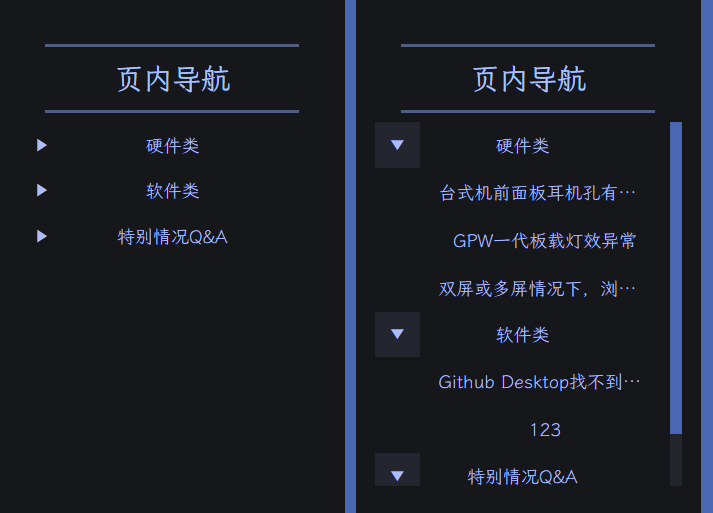 页内导航
硬件类
软件类
特别情况Q&A
页内导航
硬件类
台式机前面板耳机孔有…
GPW一代板载灯效异常
双屏或多屏情况下，浏…
软件类
Github Desktop找不到…
123
特别情况Q&A